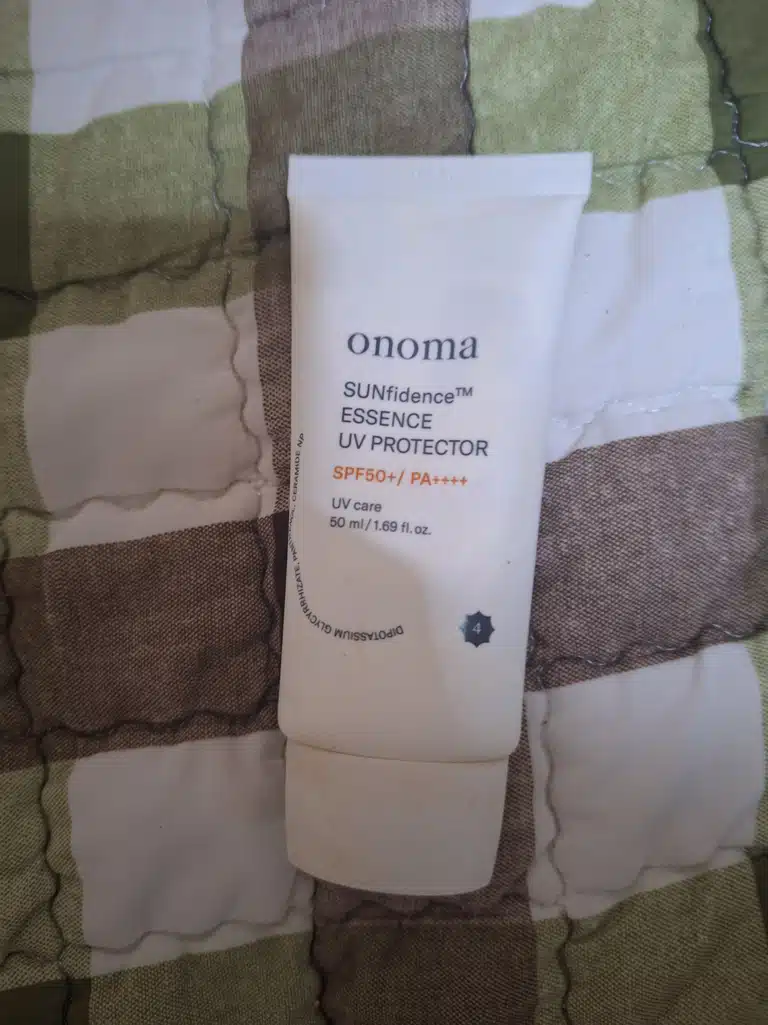 onoma
SUNfidence™
ESSENCE
UV PROTECTOR
SPF50+/ PA++++
UV care
50 ml / 1.69 fl. oz.
DIPOTASSIUM GLYCYRRHIZATE, CERAMIDE NP
4